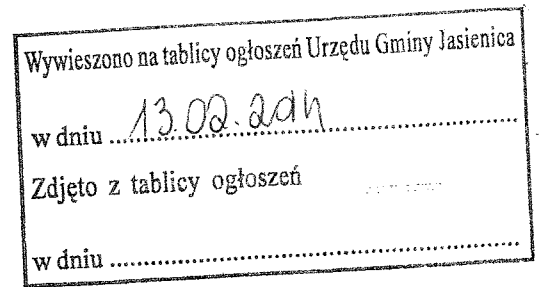 Wywieszono na tablicy ogłoszeń Urzędu Gminy Jasienica
w dniu ....13.02.2014..............................
Zdjęto z tablicy ogłoszeń
w dniu ..................................................